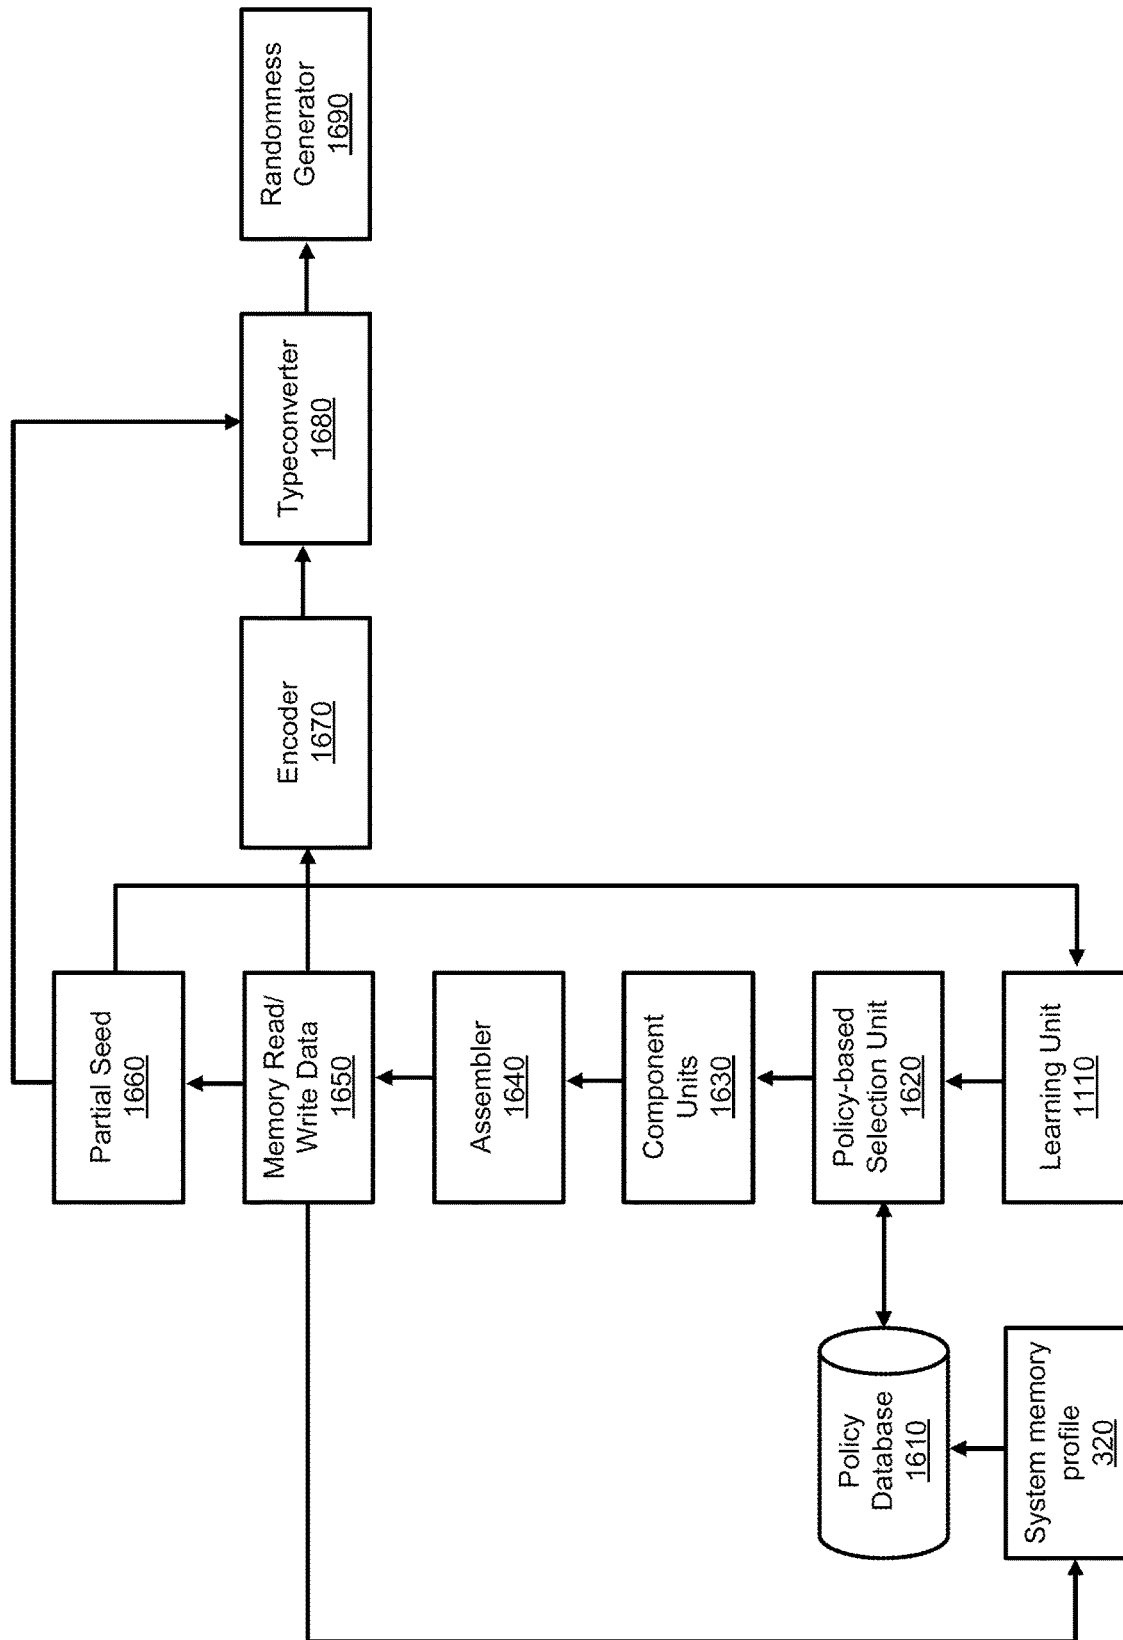 Randomness
Generator
1690
Typeconverter
1680
Encoder
1670
Partial Seed
1660
Memory Read/
Write Data
1650
Assembler
1640
Component
Units
1630
Policy-based
Selection Unit
1620
Learning Unit
1110
Policy
Database
1610
System memory
profile
320